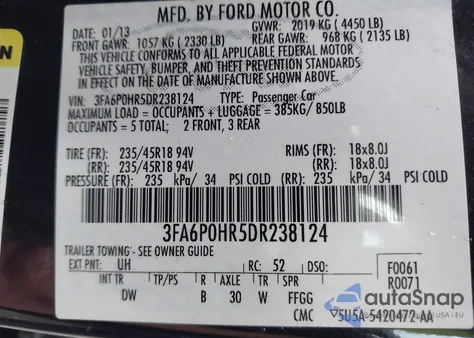 MFD. BY FORD MOTOR CO.
DATE: 01/13 GVWR: 2019 KG ( 4450 LB)
FRONT GAWR: 1057 KG ( 2330 LB) REAR GAWR: 968 KG ( 2135 LB)
THIS VEHICLE CONFORMS TO ALL APPLICABLE FEDERAL MOTOR
VEHICLE SAFETY, BUMPER, AND THEFT PREVENTION STANDARDS
IN EFFECT ON THE DATE OF MANUFACTURE SHOWN ABOVE.
VIN: 3FA6P0HR5DR238124 TYPE: Passenger Car
MAXIMUM LOAD = OCCUPANTS + LUGGAGE = 385KG/ 850LB
OCCUPANTS = 5 TOTAL; 2 FRONT, 3 REAR
TIRE (FR): 235/45R18 94V RIMS (FR): 18x8.0J
(RR): 235/45R18 94V (RR): 18x8.0J
PRESSURE (FR): 235 kPa/ 34 PSI COLD (RR): 235 kPa/ 34 PSI COLD
3FA6P0HR5DR238124
TRAILER TOWING - SEE OWNER GUIDE
EXT PNT: UH RC: 52 DSO: F0061
R0071
INT TR TP/PS R AXLE TR SPR
DW B 30 W FFGG
autoSnap
CMC 5U5A-5420472-AA